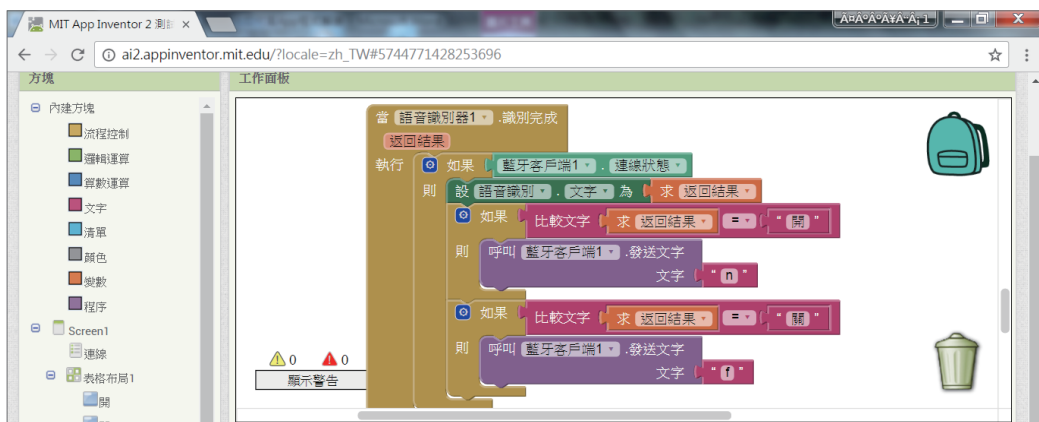 MIT App Inventor 2 測試
ai2.appinventor.mit.edu/?locale=zh_TW#5744771428253696
方塊
工作面板
內建方塊
流程控制
邏輯運算
算數運算
文字
清單
顏色
變數
程序
Screen1
連線
表格布局1
開
當 語音識別器1 .識別完成
返回結果
執行 如果 藍牙客戶端1 . 連線狀態
則 設 語音識別 . 文字 為 求 返回結果
如果 比較文字 求 返回結果 = " 開 "
則 呼叫 藍牙客戶端1 .發送文字
文字 " n "
如果 比較文字 求 返回結果 = " 關 "
則 呼叫 藍牙客戶端1 .發送文字
文字 " f "
0 0
顯示警告